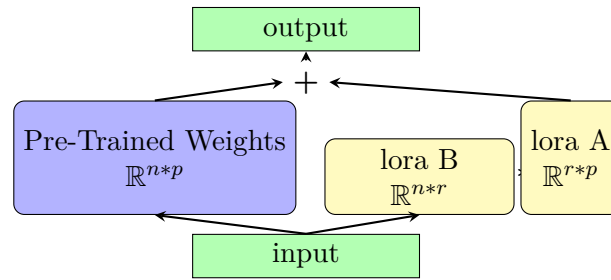 output
+
Pre-Trained Weights
ℝ^{n*p}
lora B
ℝ^{n*r}
lora A
ℝ^{r*p}
input